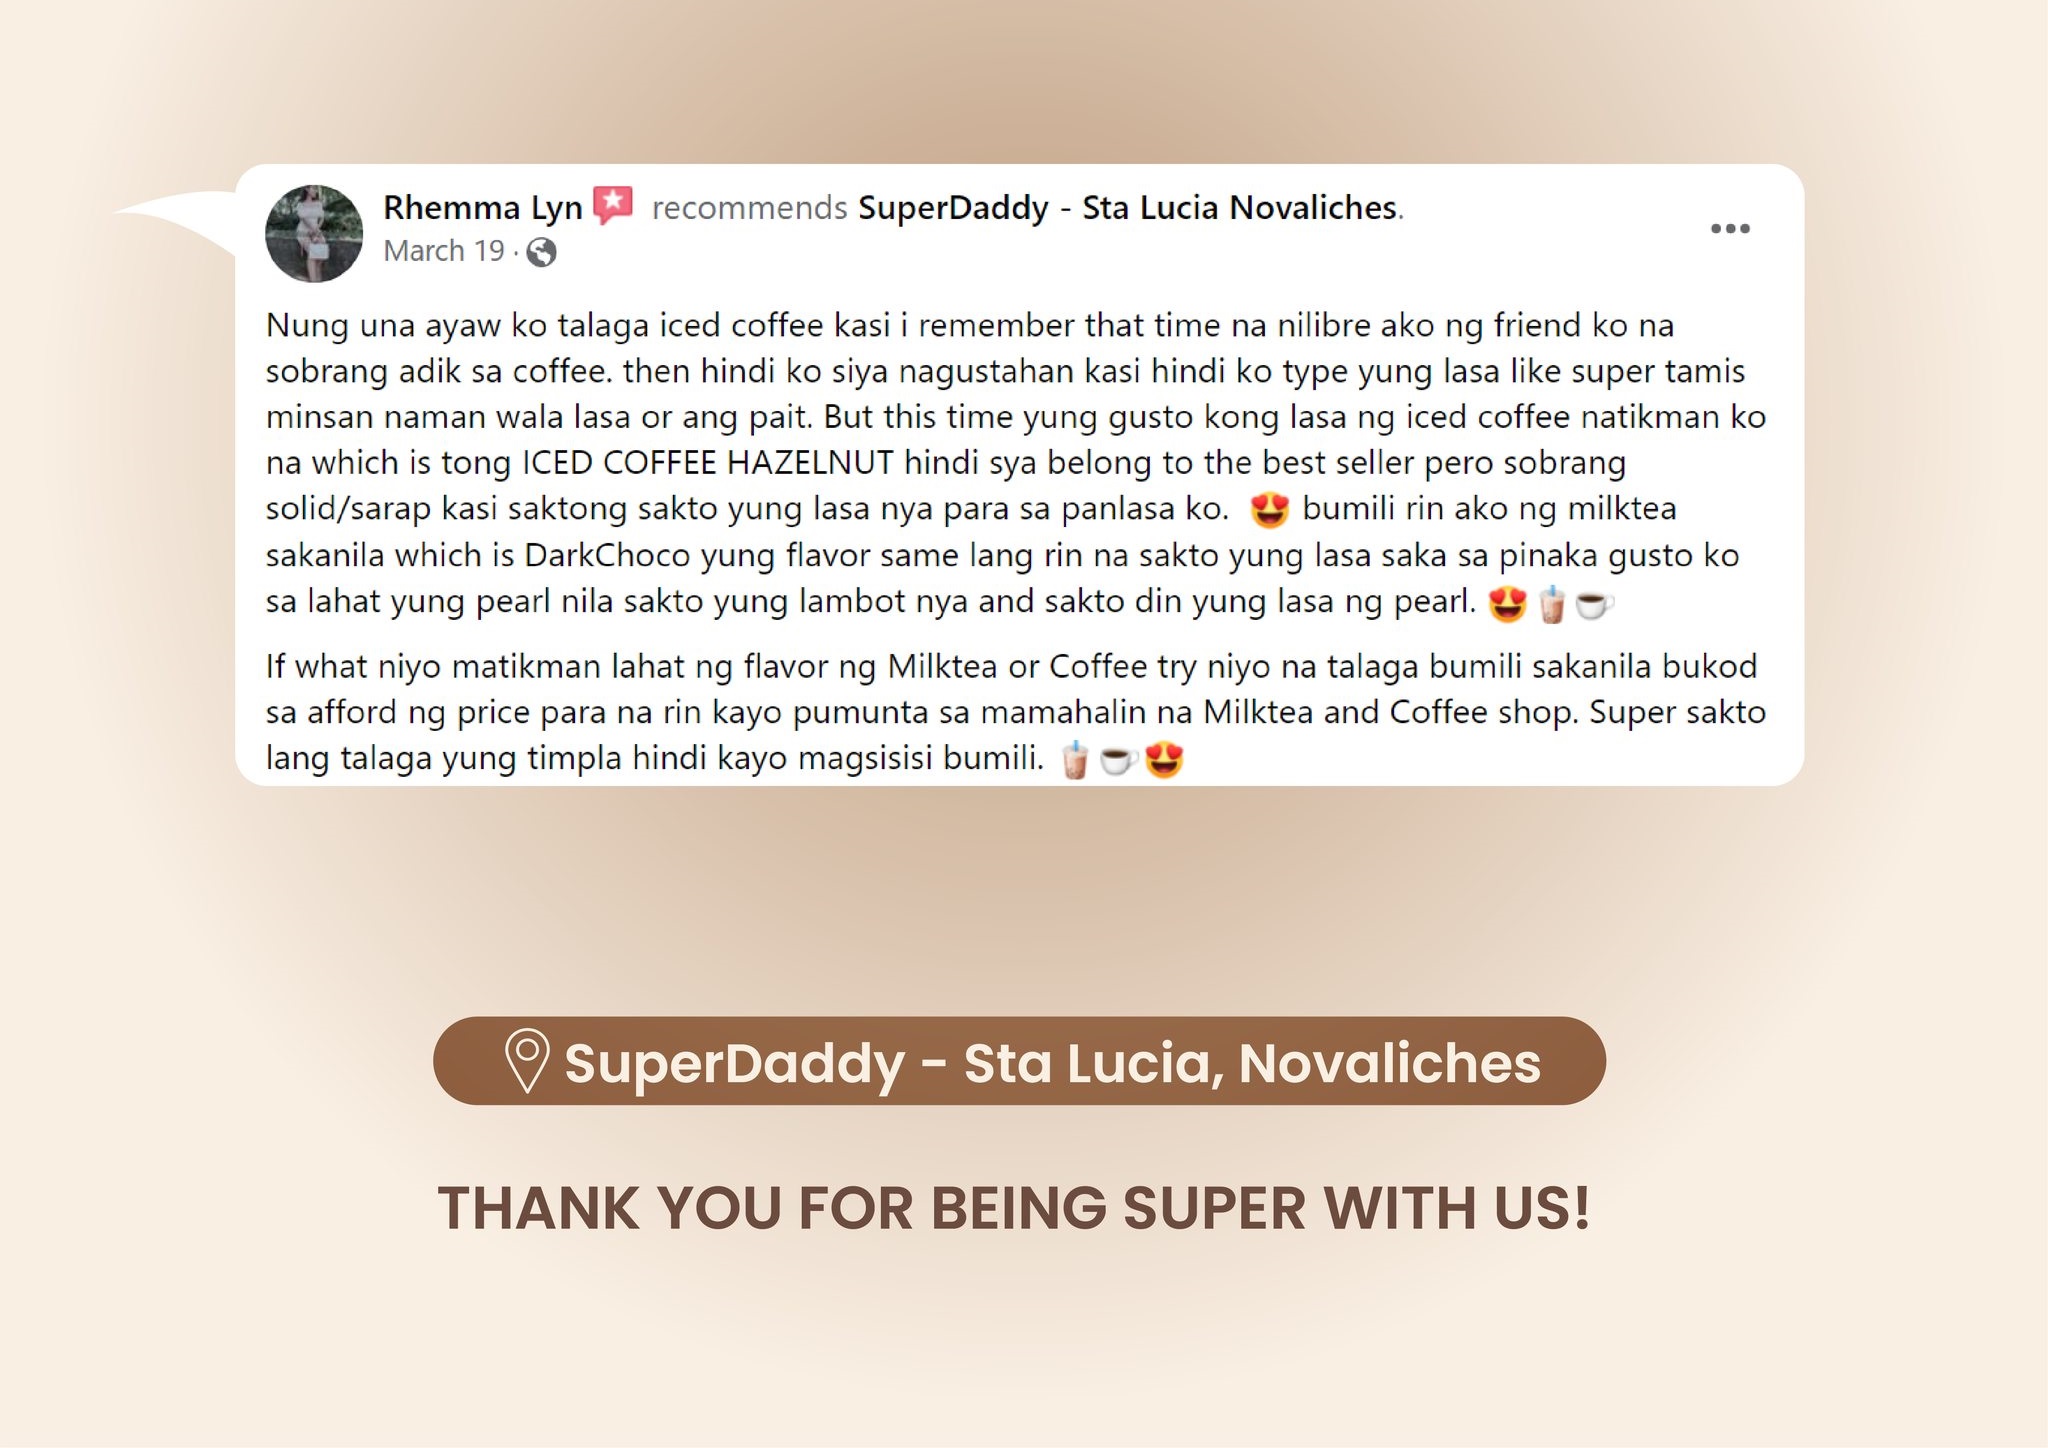 Rhemma Lyn recommends SuperDaddy - Sta Lucia Novaliches.
March 19 ·
Nung una ayaw ko talaga iced coffee kasi i remember that time na nilibre ako ng friend ko na
sobrang adik sa coffee. then hindi ko siya nagustahan kasi hindi ko type yung lasa like super tamis
minsan naman wala lasa or ang pait. But this time yung gusto kong lasa ng iced coffee natikman ko
na which is tong ICED COFFEE HAZELNUT hindi sya belong to the best seller pero sobrang
solid/sarap kasi saktong sakto yung lasa nya para sa panlasa ko. 😍 bumili rin ako ng milktea
sakanila which is DarkChoco yung flavor same lang rin na sakto yung lasa saka sa pinaka gusto ko
sa lahat yung pearl nila sakto yung lambot nya and sakto din yung lasa ng pearl. 😍🧋☕
If what niyo matikman lahat ng flavor ng Milktea or Coffee try niyo na talaga bumili sakanila bukod
sa afford ng price para na rin kayo pumunta sa mamahalin na Milktea and Coffee shop. Super sakto
lang talaga yung timpla hindi kayo magsisisi bumili. 🧋☕😍
SuperDaddy - Sta Lucia, Novaliches
THANK YOU FOR BEING SUPER WITH US!